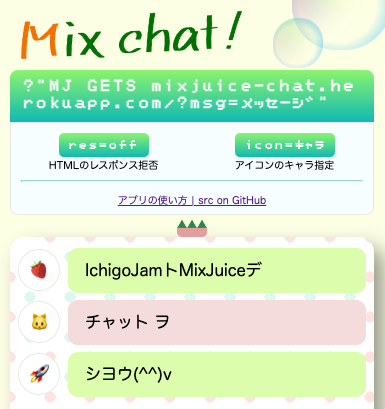 Mix chat!
?"MJ GETS mixjuice-chat.he
rokuapp.com/?msg=メッセージ"
res=off
icon=キャラ
HTMLのレスポンス拒否
アイコンのキャラ指定
アプリの使い方 | src on GitHub
IchigoJamトMixJuiceデ
チャット ヲ
シヨウ(^^)v